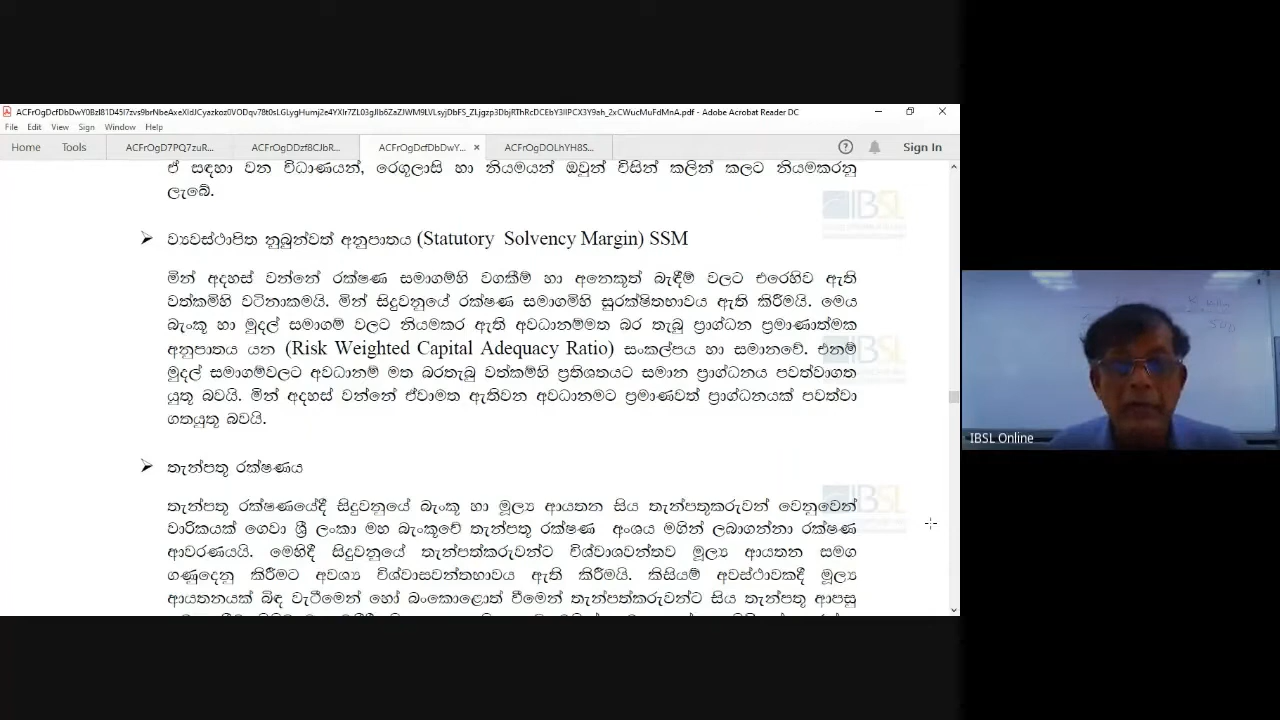 ACFrOgDcfDbDwY0Bzl81D45l7zvs9brNbeAxeXldJCyazkoz0VODqv78t0sLGLygHumj2e4YXlr7ZL03gJlb6ZaZJWM9LVLsyjDbFS_ZLjgzp3DbjRThRcDCEbY3IlPCX3Y9ah_2xCWucMuFdMnA.pdf - Adobe Acrobat Reader DC
File Edit View Sign Window Help
Home Tools ACFrOgD7PQ7zuR... ACFrOgDDzf8CJbR... ACFrOgDcfDbDwY... × ACFrOgDOLhYH8S... Sign In
ඒ සඳහා වන විධාණයන්, රෙගුලාසි හා නියමයන් ඔවුන් විසින් කලින් කලට නියමකරනු
ලැබේ.
IBSL
ව්‍යවස්ථාපිත නුබුන්වත් අනුපාතය (Statutory Solvency Margin) SSM
මින් අදහස් වන්නේ රක්ෂණ සමාගම්හි වගකීම් හා අනෙකුත් බැඳීම් වලට එරෙහිව ඇති
වත්කම්හි වටිනාකමයි. මින් සිදුවනුයේ රක්ෂණ සමාගම්හි සුරක්ෂිතභාවය ඇති කිරීමයි. මෙය
බැංකු හා මුදල් සමාගම් වලට නියමකර ඇති අවධානම්මත බර තැබූ ප්‍රාග්ධන ප්‍රමාණාත්මක
අනුපාතය යන (Risk Weighted Capital Adequacy Ratio) සංකල්පය හා සමානවේ. එනම්
මුදල් සමාගම්වලට අවධානම් මත බරතැබු වත්කම්හි ප්‍රතිශතයට සමාන ප්‍රාග්ධනය පවත්වාගත
යුතු බවයි. මින් අදහස් වන්නේ ඒවාමත ඇතිවන අවධානමට ප්‍රමාණවත් ප්‍රාග්ධනයක් පවත්වා
ගතයුතු බවයි.
තැන්පතු රක්ෂණය
තැන්පතු රක්ෂණයේදී සිදුවනුයේ බැංකු හා මූල්‍ය ආයතන සිය තැන්පතුකරුවන් වෙනුවෙන්
වාරිකයක් ගෙවා ශ්‍රී ලංකා මහ බැංකුවේ තැන්පතු රක්ෂණ අංශය මගින් ලබාගන්නා රක්ෂණ
ආවරණයයි. මෙහිදී සිදුවනුයේ තැන්පත්කරුවන්ට විශ්වාශවන්තව මූල්‍ය ආයතන සමග
ගණුදෙනු කිරීමට අවශ්‍ය විශ්වාසවන්තභාවය ඇති කිරීමයි. කිසියම් අවස්ථාවකදී මූල්‍ය
ආයතනයක් බිඳ වැටීමෙන් හෝ බංකොළොත් වීමෙන් තැන්පත්කරුවන්ට සිය තැන්පතු ආපසු
IBSL Online